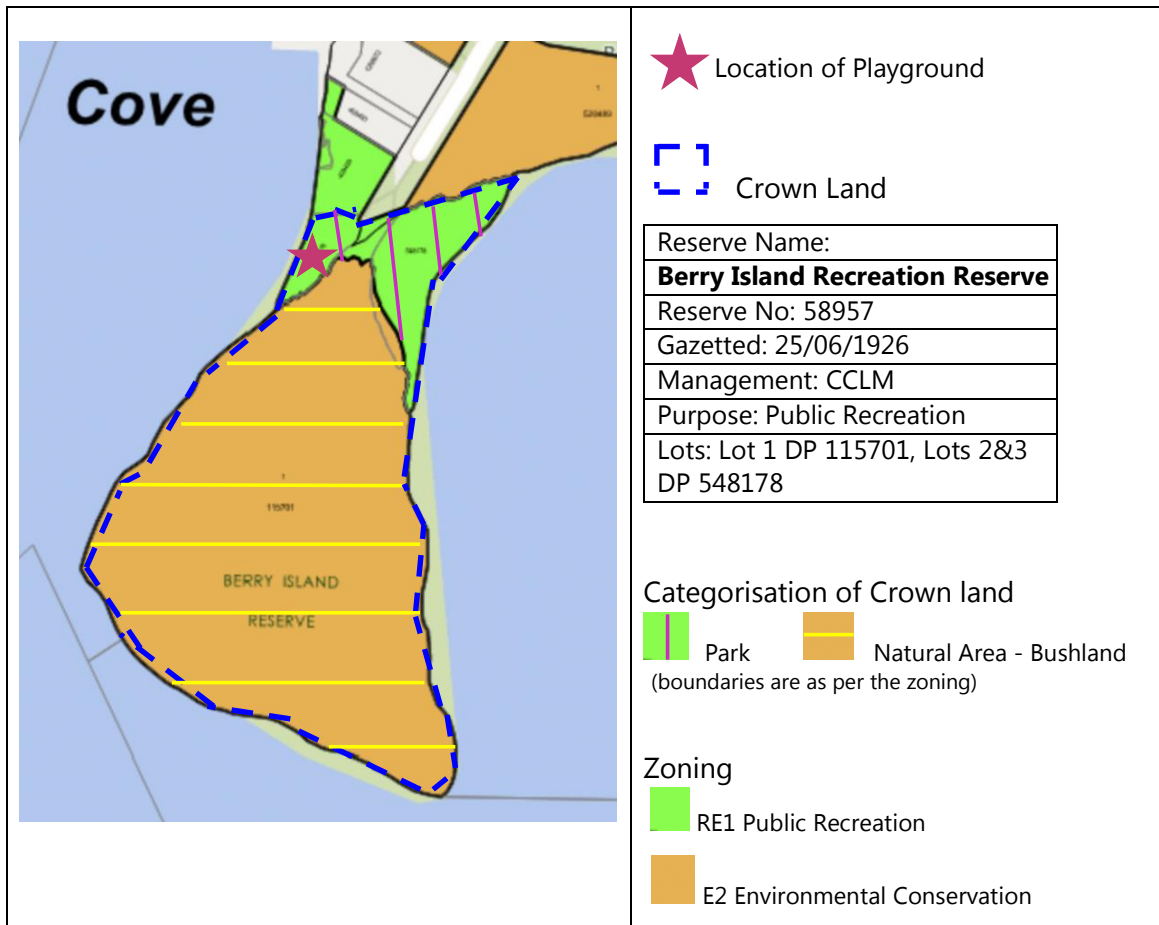 Cove
1
115701
BERRY ISLAND
RESERVE
Location of Playground
Crown Land
Reserve Name:
Berry Island Recreation Reserve
Reserve No: 58957
Gazetted: 25/06/1926
Management: CCLM
Purpose: Public Recreation
Lots: Lot 1 DP 115701, Lots 2&3
DP 548178
Categorisation of Crown land
Park
Natural Area - Bushland
(boundaries are as per the zoning)
Zoning
RE1 Public Recreation
E2 Environmental Conservation